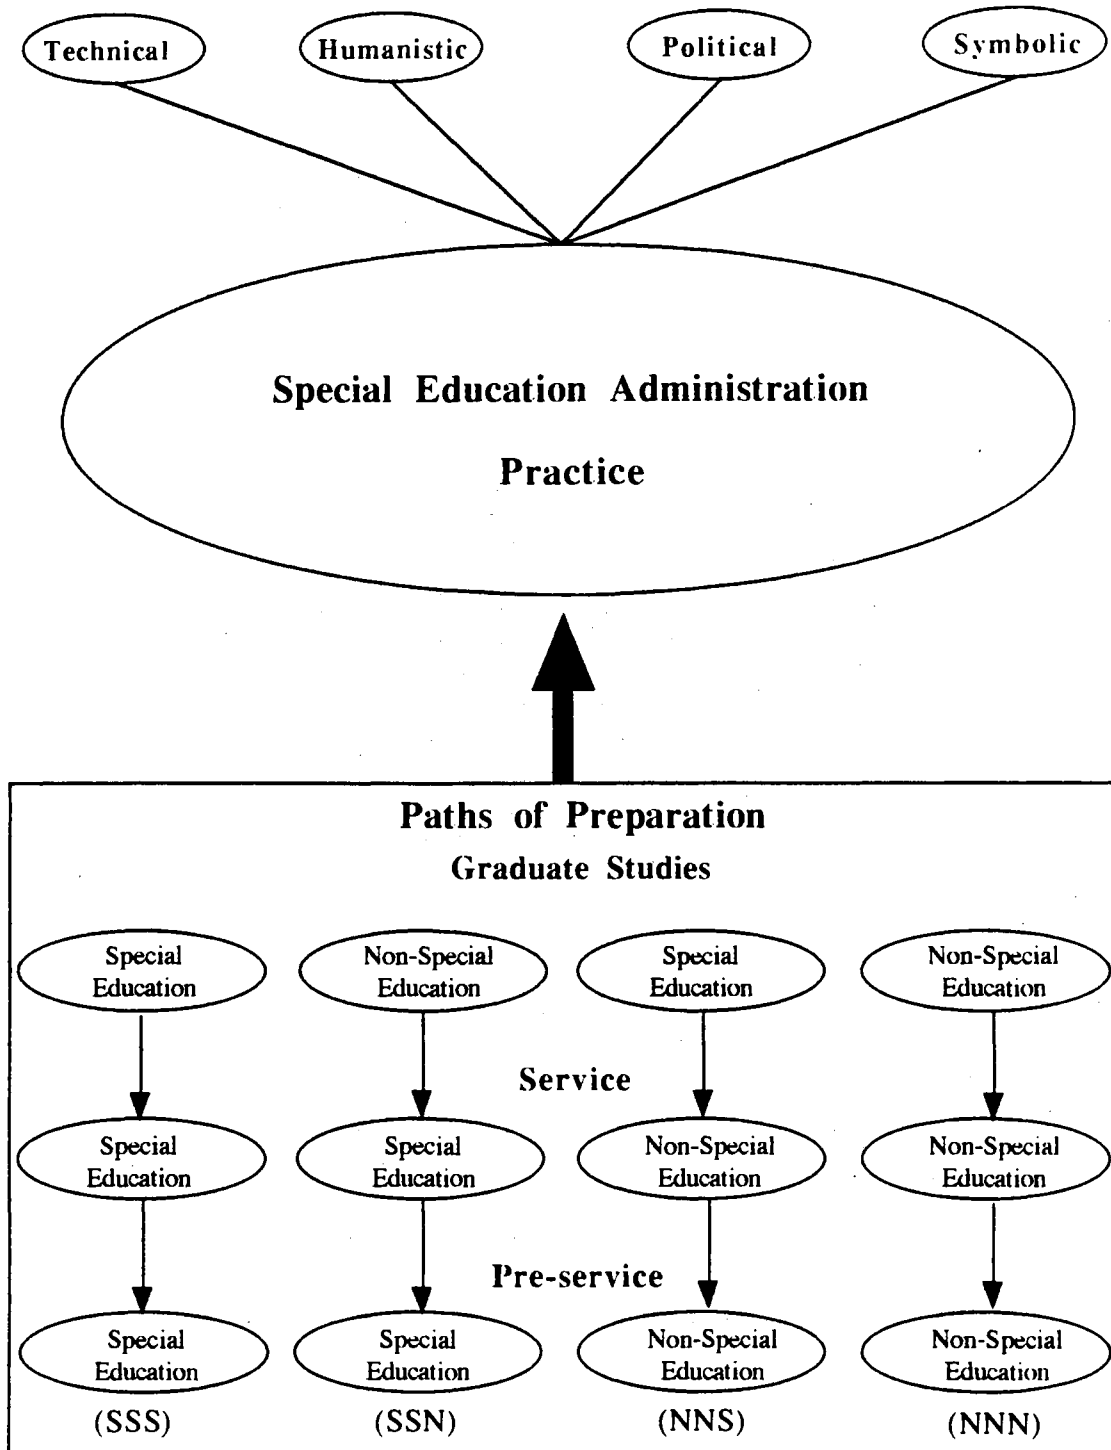 Technical Humanistic Political Symbolic
Special Education Administration
Practice
Paths of Preparation
Graduate Studies
Special Non-Special Special Non-Special
Education Education Education Education
Service
Special Special Non-Special Non-Special
Education Education Education Education
Pre-service
Special Special Non-Special Non-Special
Education Education Education Education
(SSS) (SSN) (NNS) (NNN)